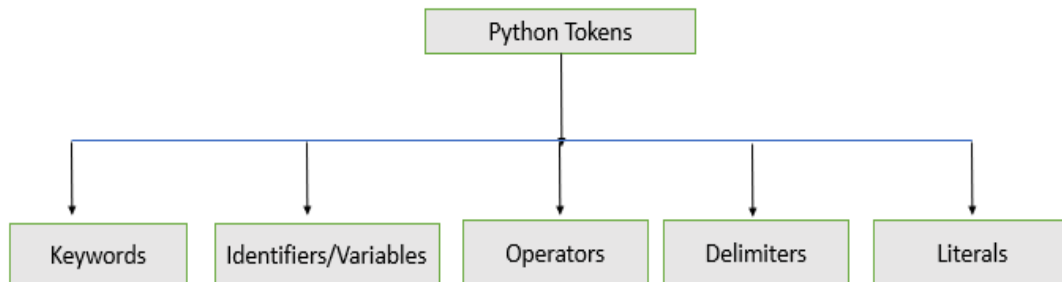 Python Tokens
Keywords
Identifiers/Variables
Operators
Delimiters
Literals